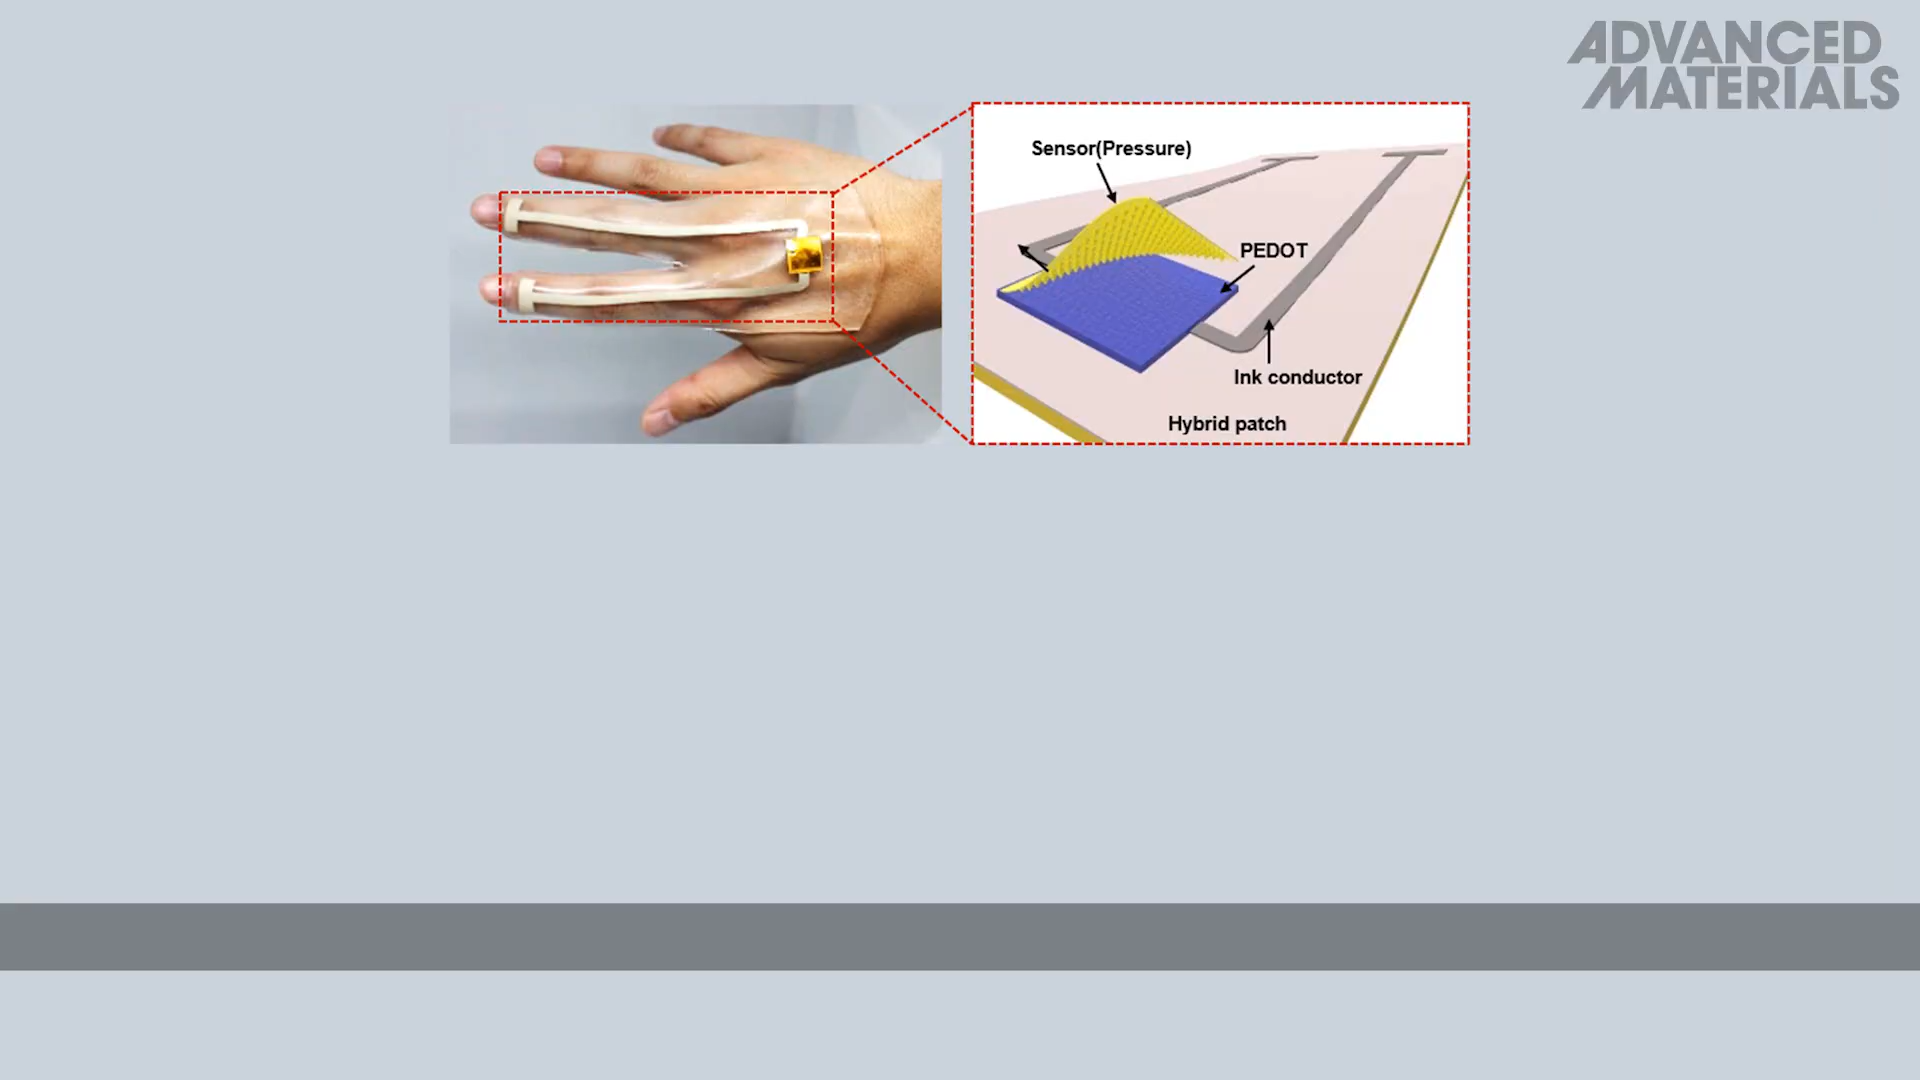 ADVANCED
MATERIALS
Sensor(Pressure)
PEDOT
Ink conductor
Hybrid patch